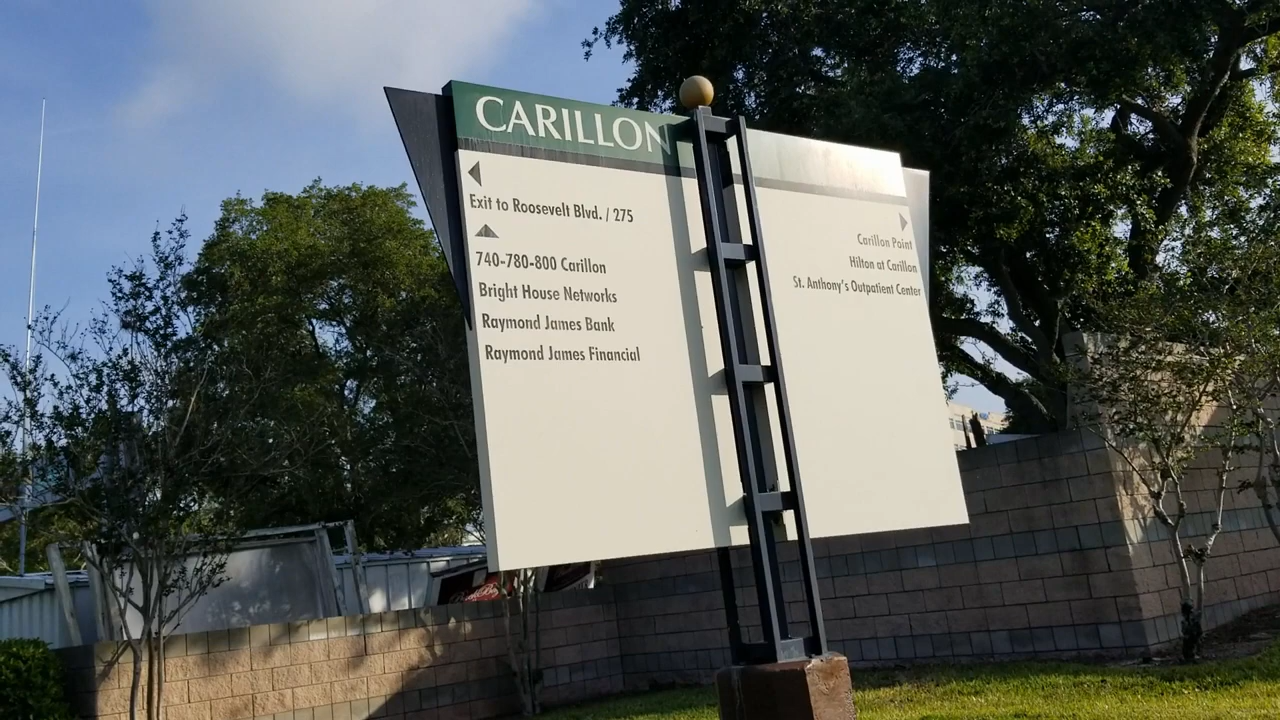 CARILLON
Exit to Roosevelt Blvd. / 275
740-780-800 Carillon
Bright House Networks
Raymond James Bank
Raymond James Financial
Carillon Point
Hilton at Carillon
St. Anthony's Outpatient Center